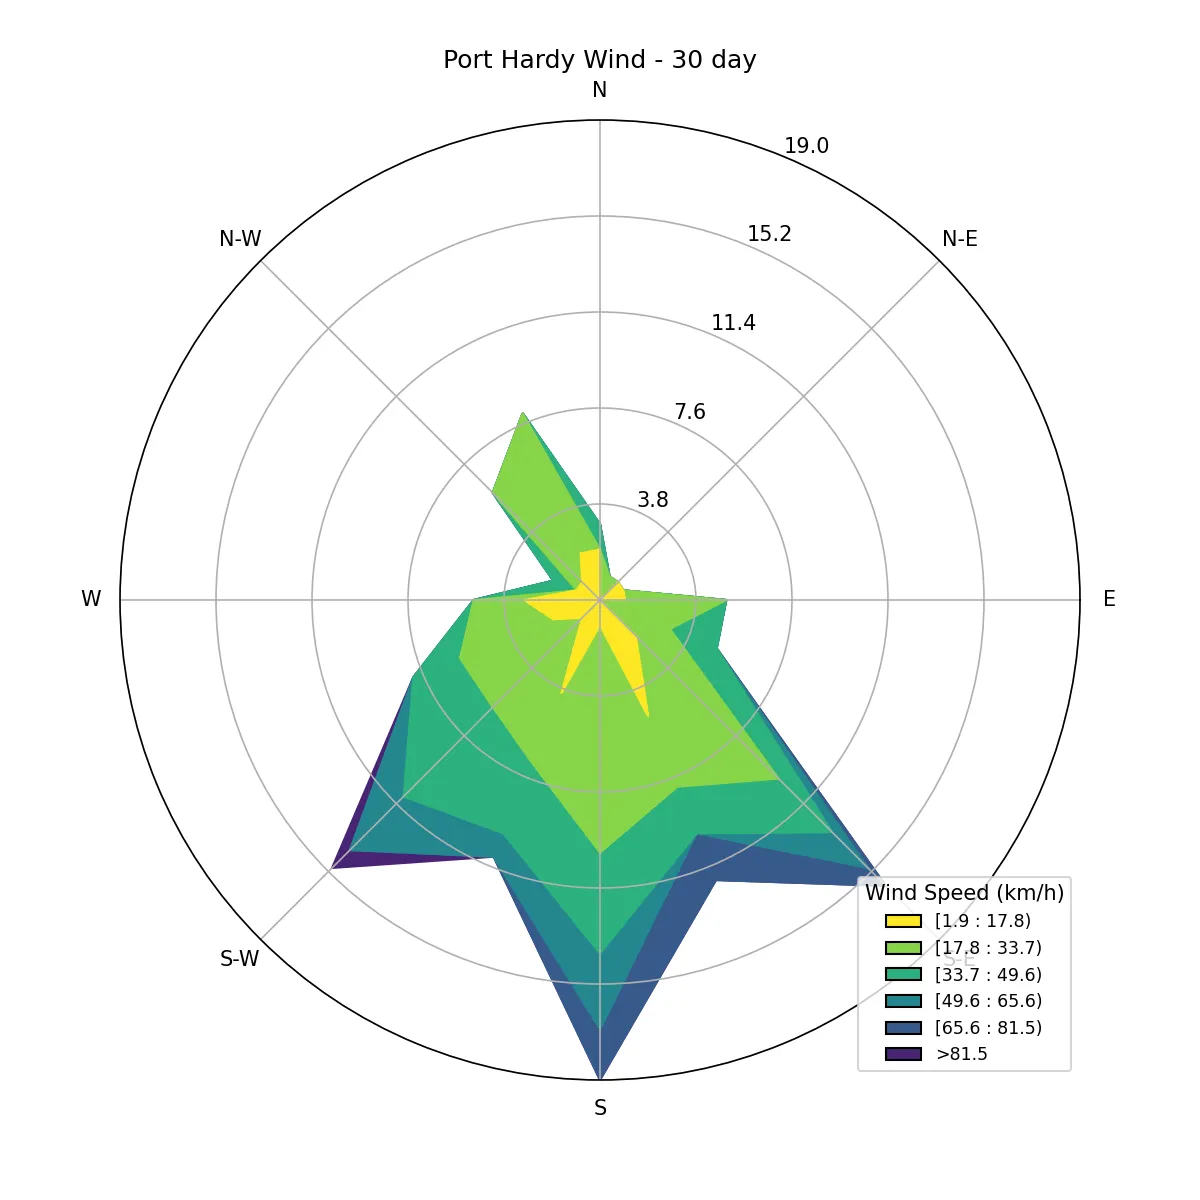 Port Hardy Wind - 30 day
N
19.0
15.2
N-W
N-E
11.4
7.6
3.8
W
E
Wind Speed (km/h)
[1.9 : 17.8)
[17.8 : 33.7)
S-W
S-E
[33.7 : 49.6)
[49.6 : 65.6)
[65.6 : 81.5)
>81.5
S